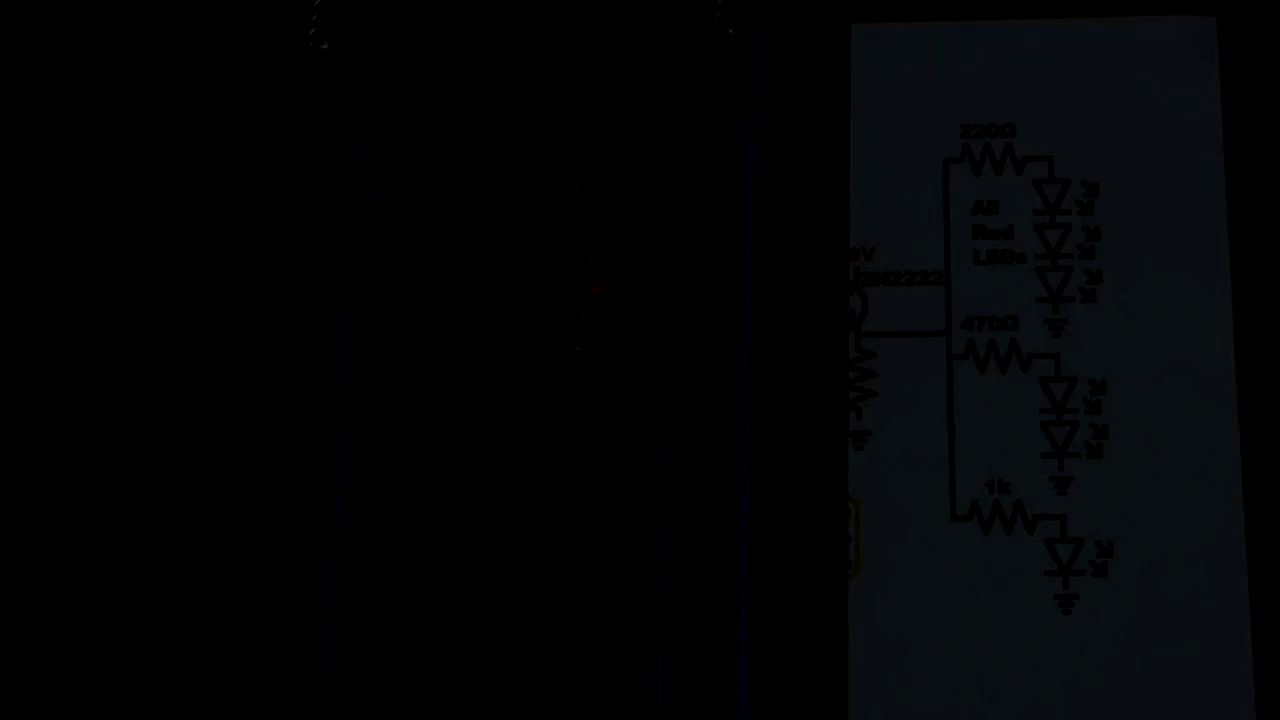 220Ω
All
Red
LEDs
9V
2N2222
470Ω
1k